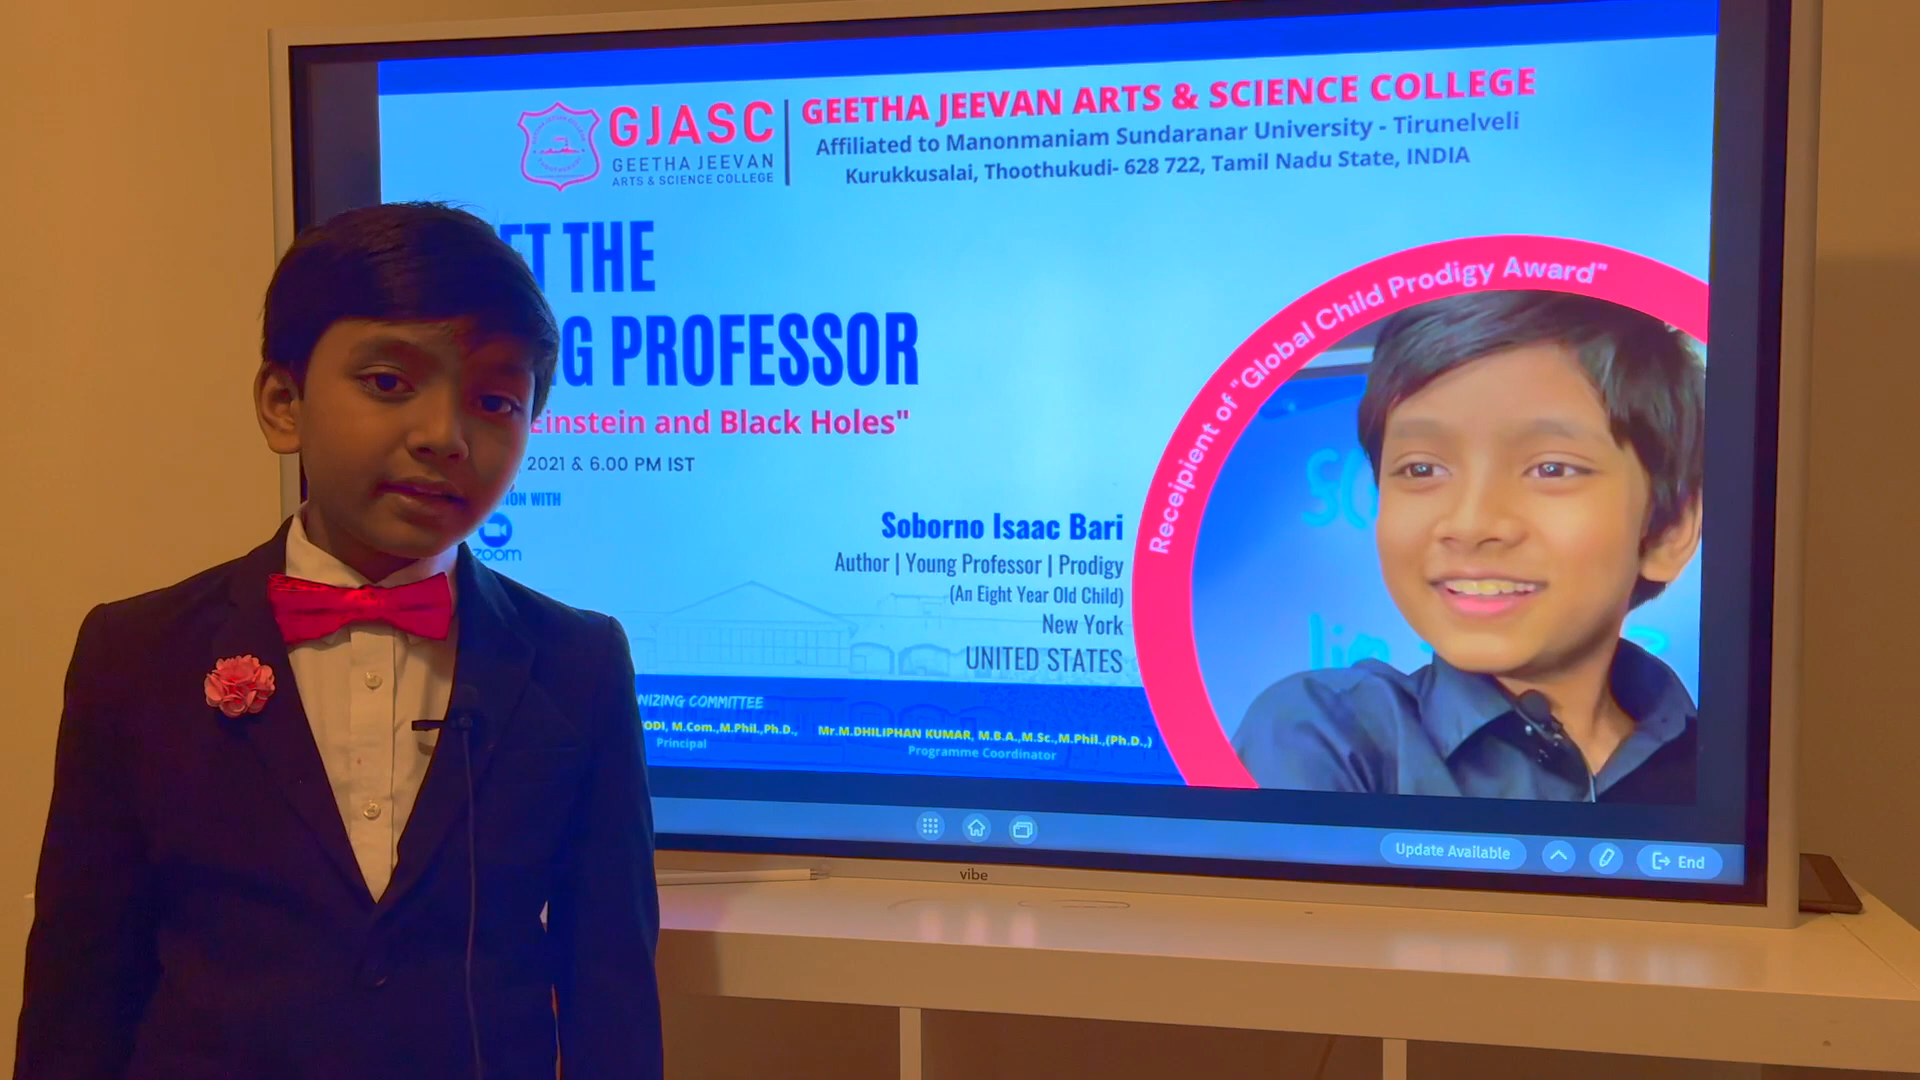 GJASC
GEETHA JEEVAN
ARTS & SCIENCE COLLEGE
GEETHA JEEVAN ARTS & SCIENCE COLLEGE
Affiliated to Manonmaniam Sundaranar University - Tirunelveli
Kurukkusalai, Thoothukudi- 628 722, Tamil Nadu State, INDIA
THE
PROFESSOR
Einstein and Black Holes"
2021 & 6.00 PM IST
WITH
zoom
Receipient of "Global Child Prodigy Award"
Soborno Isaac Bari
Author | Young Professor | Prodigy
(An Eight Year Old Child)
New York
UNITED STATES
COMMITTEE
M.Com.,M.Phil.,Ph.D.,
Principal
Mr.M.DHILIPHAN KUMAR, M.B.A.,M.Sc.,M.Phil.,(Ph.D.,)
Programme Coordinator
Update Available
End
vibe